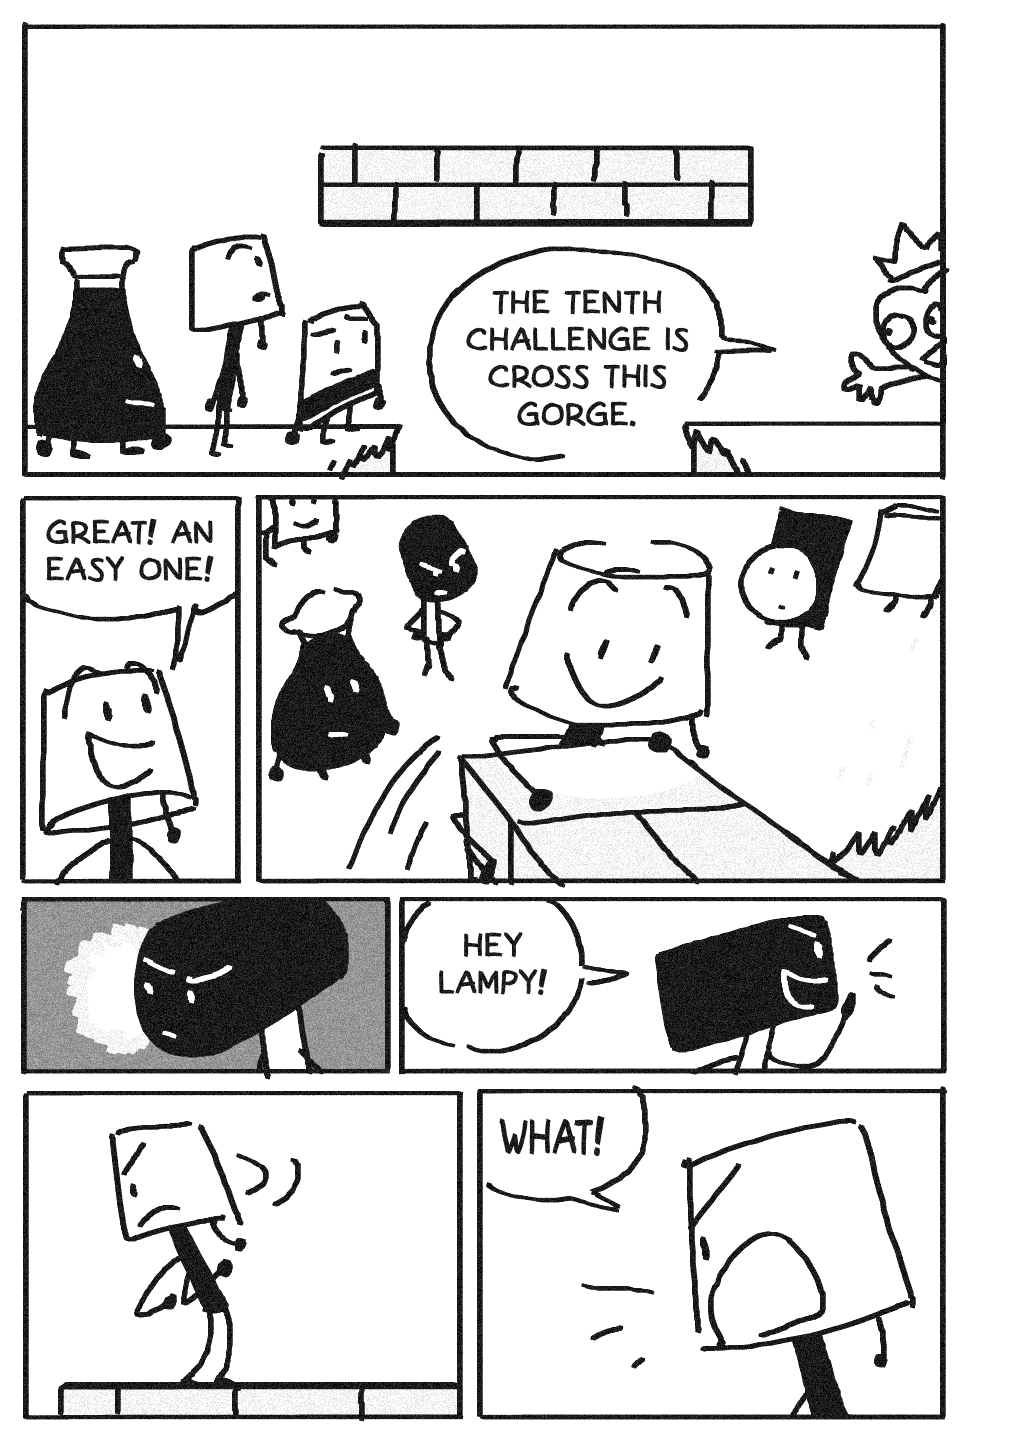 THE TENTH
CHALLENGE IS
CROSS THIS
GORGE.
GREAT! AN
EASY ONE!
HEY
LAMPY!
WHAT!